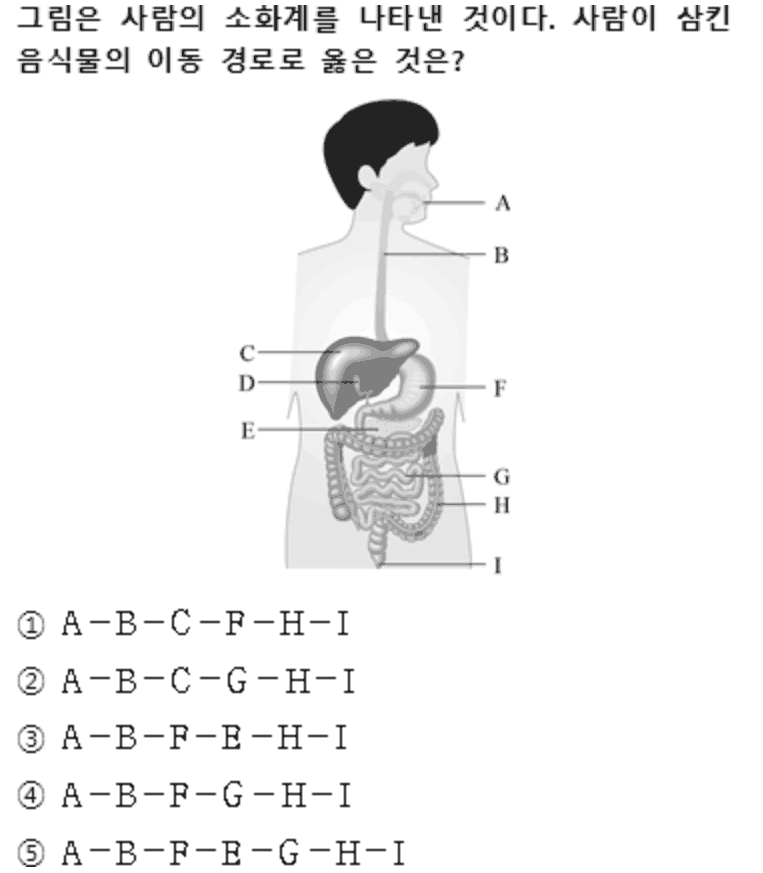 그림은 사람의 소화계를 나타낸 것이다. 사람이 삼킨
음식물의 이동 경로로 옳은 것은?
A
B
C
D
F
E
G
H
I
① A-B-C-F-H-I
② A-B-C-G-H-I
③ A-B-F-E-H-I
④ A-B-F-G-H-I
⑤ A-B-F-E-G-H-I